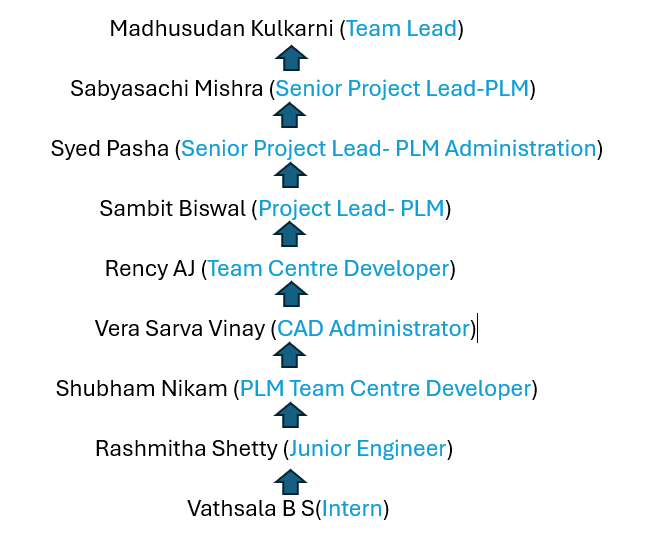 Madhusudan Kulkarni (Team Lead)
Sabyasachi Mishra (Senior Project Lead-PLM)
Syed Pasha (Senior Project Lead- PLM Administration)
Sambit Biswal (Project Lead- PLM)
Rency AJ (Team Centre Developer)
Vera Sarva Vinay (CAD Administrator)
Shubham Nikam (PLM Team Centre Developer)
Rashmitha Shetty (Junior Engineer)
Vathsala B S(Intern)